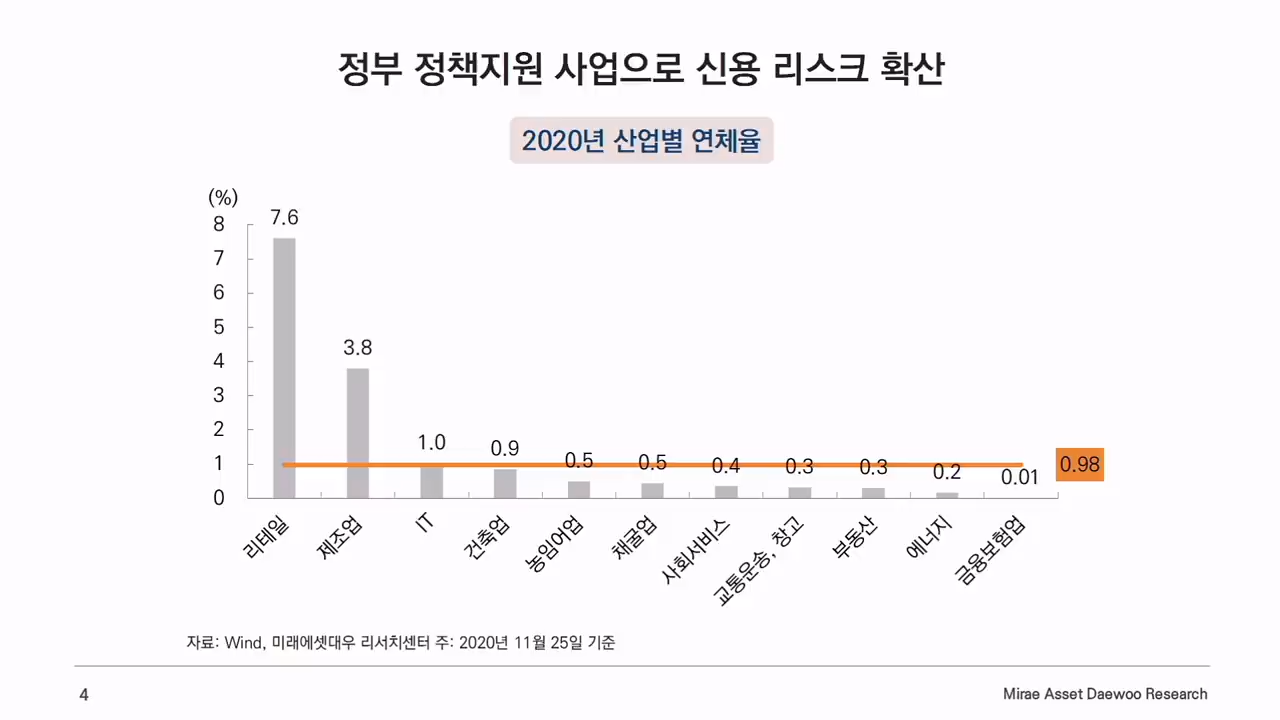 정부 정책지원 사업으로 신용 리스크 확산
2020년 산업별 연체율
(%)
8
7
6
5
4
3
2
1
0
7.6
3.8
1.0
0.9
0.5
0.5
0.4
0.3
0.3
0.2
0.01
0.98
리테일
제조업
IT
건축업
농임어업
채굴업
사회서비스
교통운송, 창고
부동산
에너지
금융보험업
자료: Wind, 미래에셋대우 리서치센터 주: 2020년 11월 25일 기준
4
Mirae Asset Daewoo Research